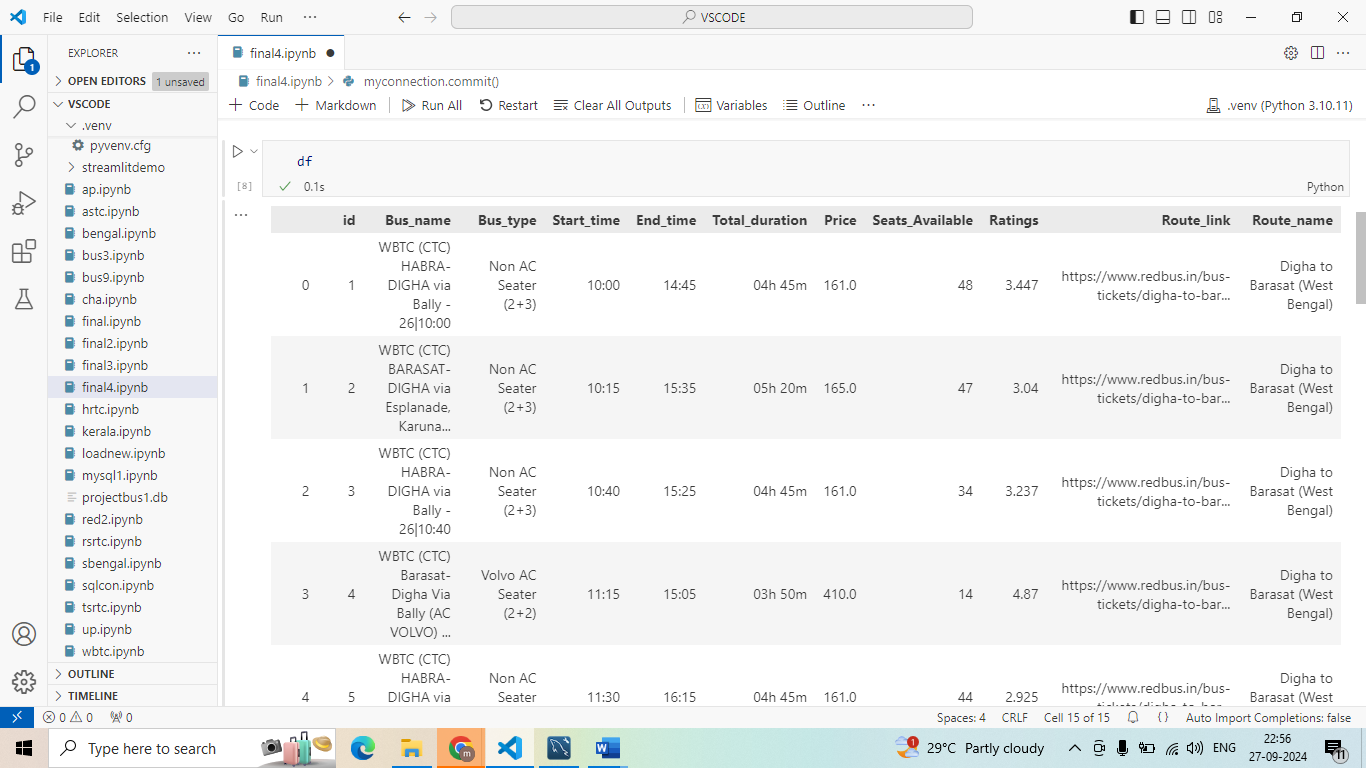 File Edit Selection View Go Run ··· VSCODE
EXPLORER ···
OPEN EDITORS 1 unsaved
VSCODE
.venv
pyvenv.cfg
streamlitdemo
ap.ipynb
astc.ipynb
bengal.ipynb
bus3.ipynb
bus9.ipynb
cha.ipynb
final.ipynb
final2.ipynb
final3.ipynb
final4.ipynb
hrtc.ipynb
kerala.ipynb
loadnew.ipynb
mysql1.ipynb
projectbus1.db
red2.ipynb
rsrtc.ipynb
sbengal.ipynb
sqlcon.ipynb
tsrtc.ipynb
up.ipynb
wbtc.ipynb
OUTLINE
TIMELINE
1
final4.ipynb
final4.ipynb > myconnection.commit()
+ Code + Markdown Run All Restart Clear All Outputs Variables Outline ··· .venv (Python 3.10.11)
df
[8] 0.1s Python
id Bus_name Bus_type Start_time End_time Total_duration Price Seats_Available Ratings Route_link Route_name
WBTC (CTC)
HABRA- Non AC Digha to
0 1 DIGHA via Seater 10:00 14:45 04h 45m 161.0 48 3.447 https://www.redbus.in/bus-tickets/digha-to-bar... Barasat (West
Bally - (2+3) Bengal)
26|10:00
WBTC (CTC)
BARASAT- Non AC Digha to
1 2 DIGHA via Seater 10:15 15:35 05h 20m 165.0 47 3.04 https://www.redbus.in/bus-tickets/digha-to-bar... Barasat (West
Esplanade, (2+3) Bengal)
Karuna...
WBTC (CTC)
HABRA- Non AC Digha to
2 3 DIGHA via Seater 10:40 15:25 04h 45m 161.0 34 3.237 https://www.redbus.in/bus-tickets/digha-to-bar... Barasat (West
Bally - (2+3) Bengal)
26|10:40
WBTC (CTC)
Barasat- Volvo AC Digha to
3 4 Digha Via Seater 11:15 15:05 03h 50m 410.0 14 4.87 https://www.redbus.in/bus-tickets/digha-to-bar... Barasat (West
Bally (AC (2+2) Bengal)
VOLVO) ...
WBTC (CTC)
HABRA- Non AC Digha to
4 5 DIGHA via Seater 11:30 16:15 04h 45m 161.0 44 2.925 https://www.redbus.in/bus-tickets/digha-to-bar... Barasat (West
0 0 0 Spaces: 4 CRLF Cell 15 of 15 { } Auto Import Completions: false
Type here to search 1 29°C Partly cloudy ENG 22:56
27-09-2024 11